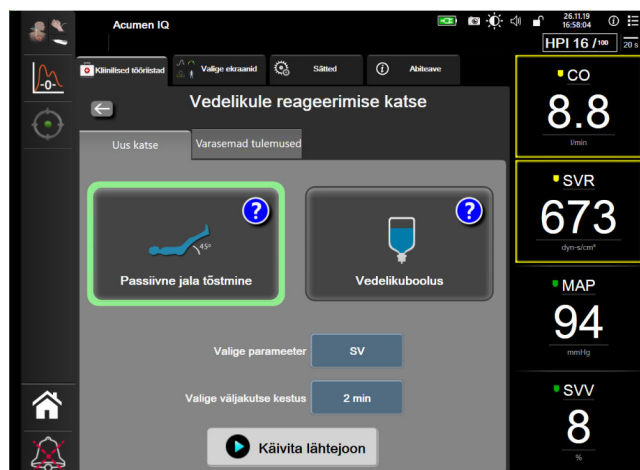 Acumen IQ
26.11.19
16:58:04
HPI 16 /100
20 s
Kliinilised tööriistad
Valige ekraanid
Sätted
Abiteave
-0-
Vedelikule reageerimise katse
Uus katse
Varasemad tulemused
?
45°
Passiivne jala tõstmine
?
Vedelikuboolus
Valige parameeter
SV
Valige väljakutse kestus
2 min
Käivita lähtejoon
CO
8.8
l/min
SVR
673
MAP
94
mmHg
SVV
8
%